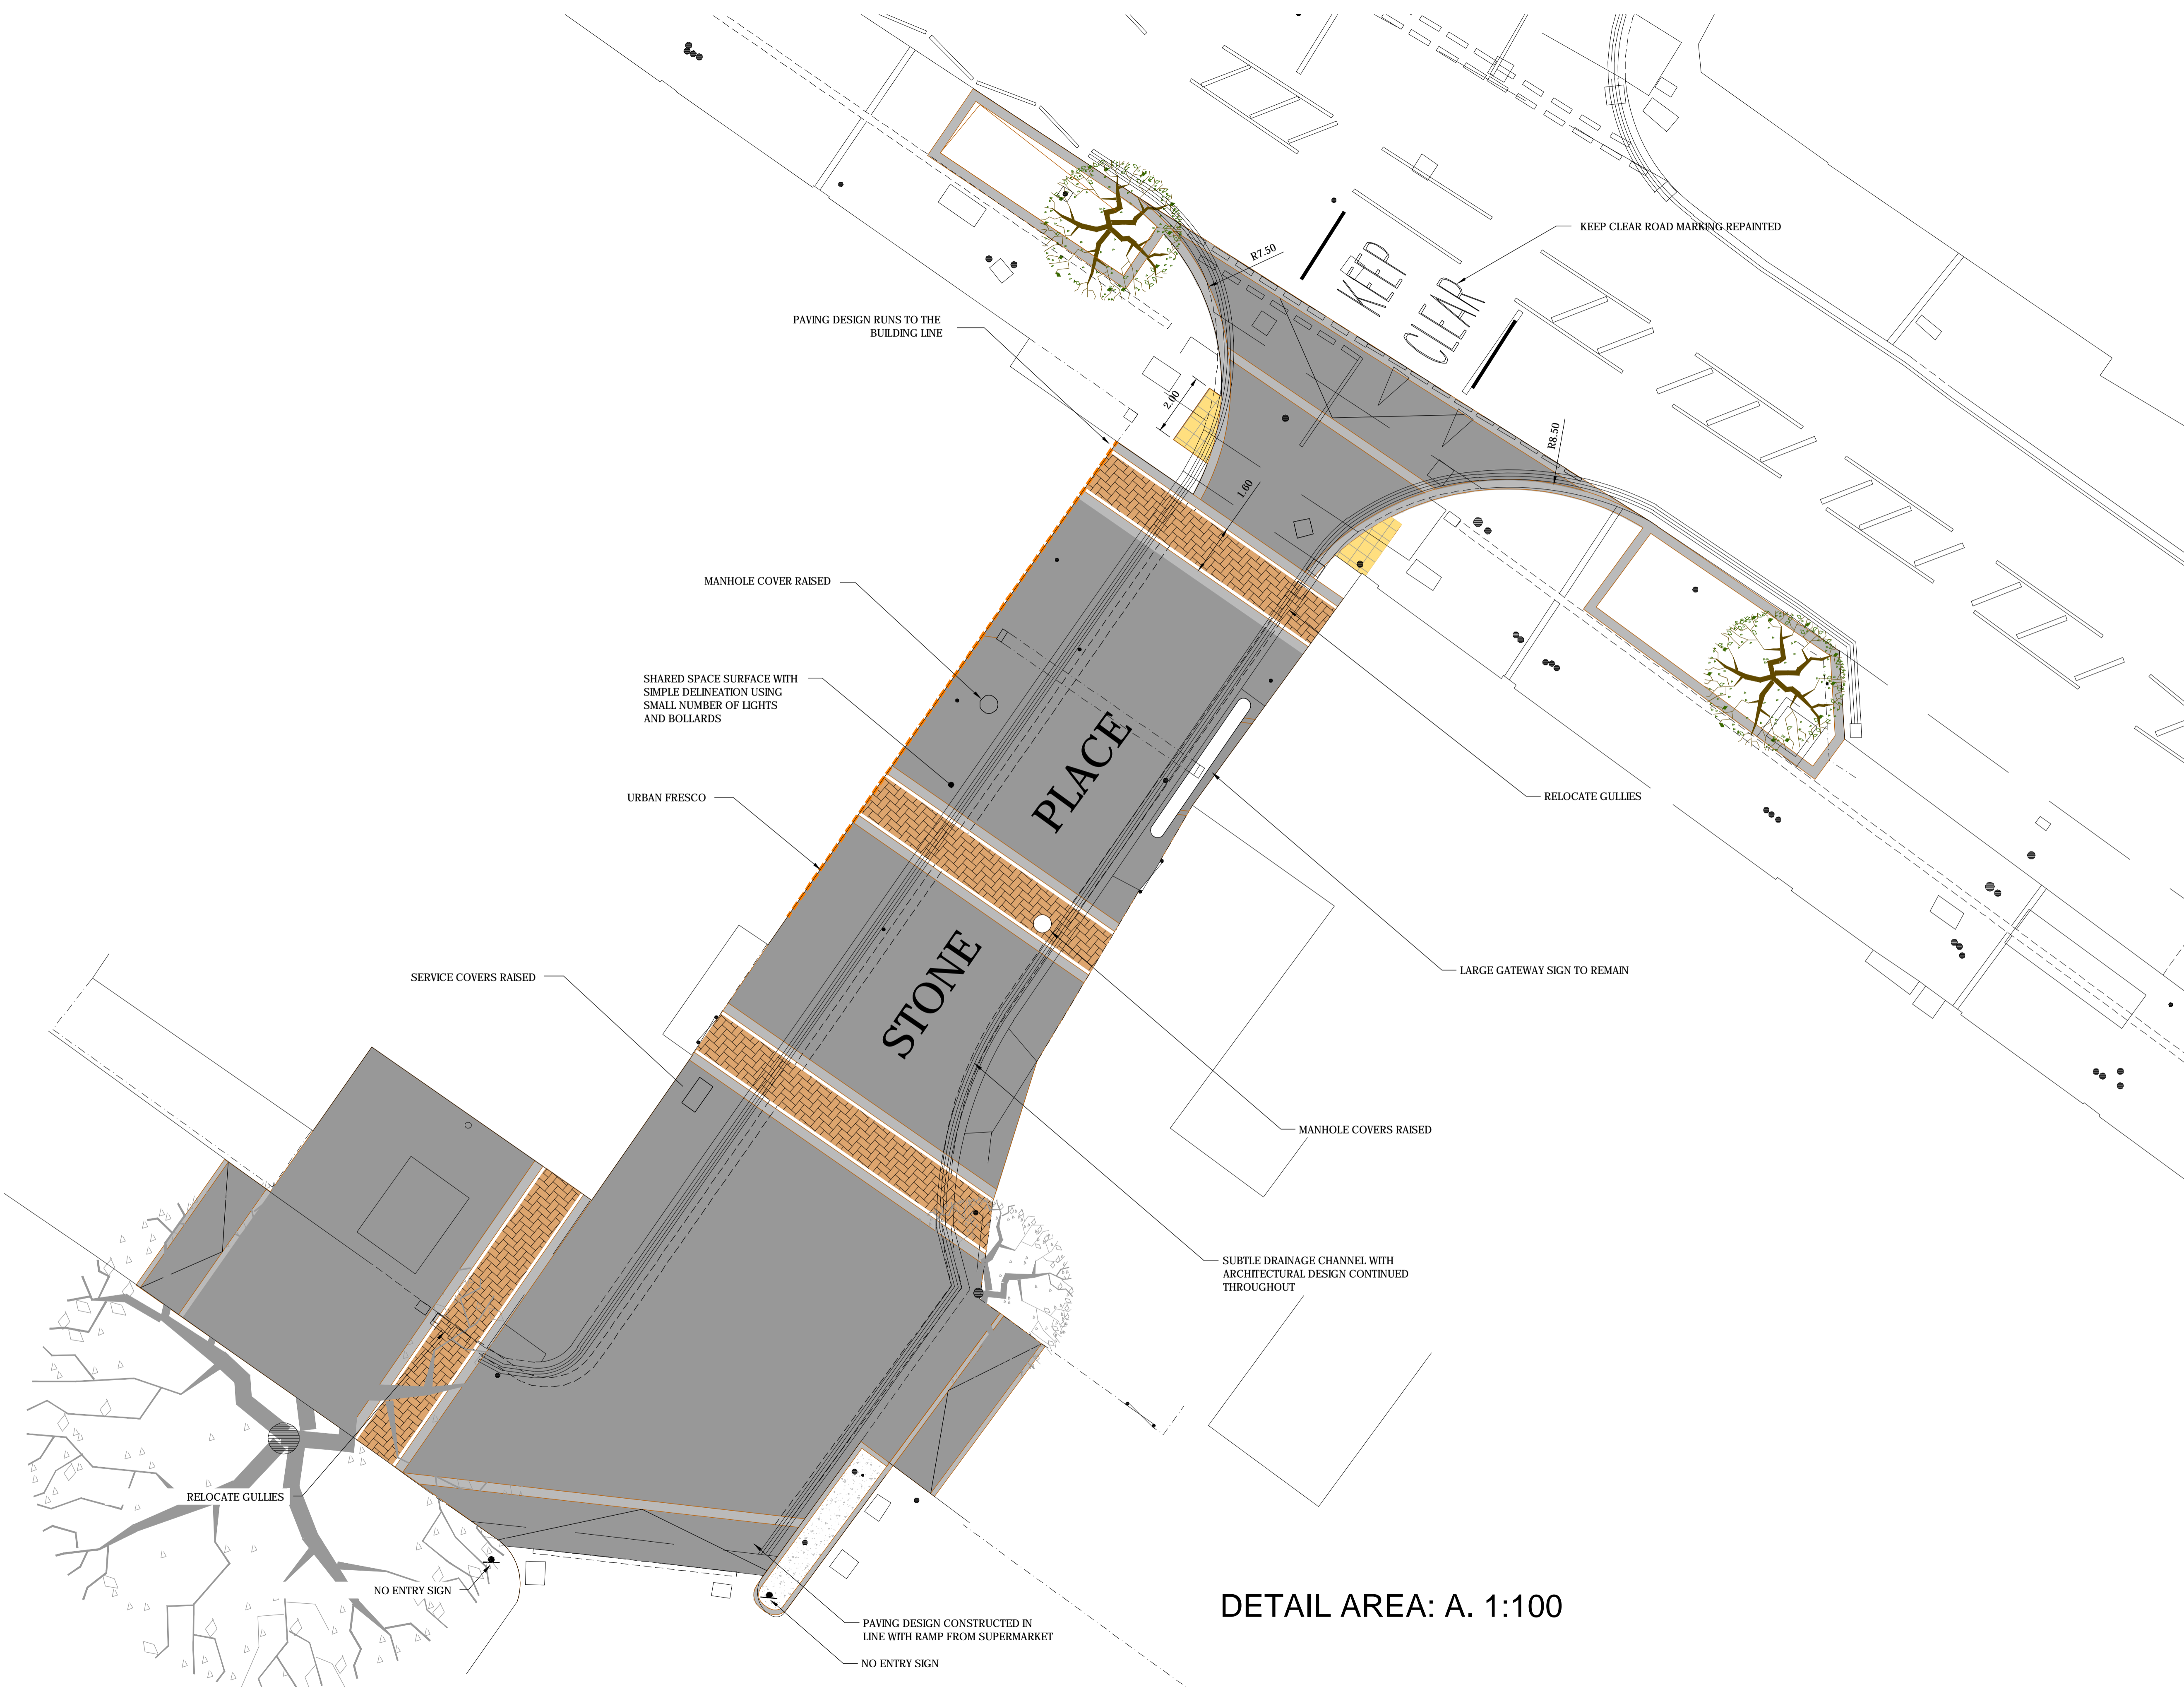 KEEP CLEAR ROAD MARKING REPAINTED
R7.50
KEEP
CLEAR
PAVING DESIGN RUNS TO THE
BUILDING LINE
2.00
R8.50
1.60
MANHOLE COVER RAISED
SHARED SPACE SURFACE WITH
SIMPLE DELINEATION USING
SMALL NUMBER OF LIGHTS
AND BOLLARDS
PLACE
URBAN FRESCO
RELOCATE GULLIES
STONE
SERVICE COVERS RAISED
LARGE GATEWAY SIGN TO REMAIN
MANHOLE COVERS RAISED
SUBTLE DRAINAGE CHANNEL WITH
ARCHITECTURAL DESIGN CONTINUED
THROUGHOUT
RELOCATE GULLIES
NO ENTRY SIGN
PAVING DESIGN CONSTRUCTED IN
LINE WITH RAMP FROM SUPERMARKET
NO ENTRY SIGN
DETAIL AREA: A. 1:100